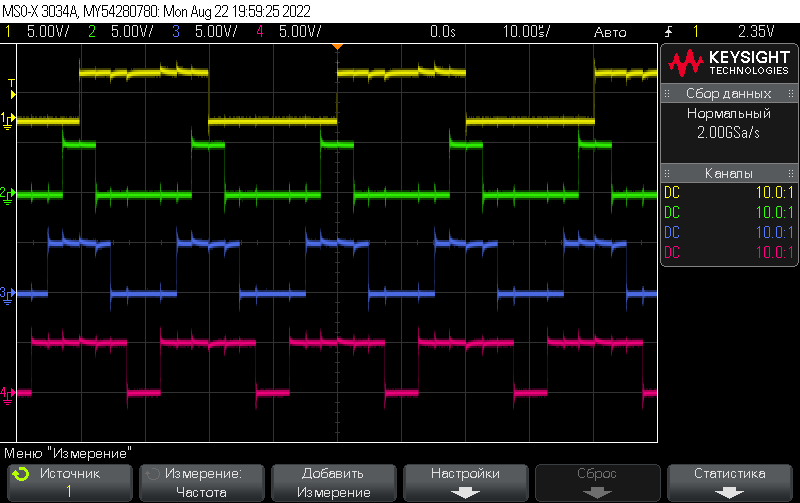 MSO-X 3034A, MY54280780: Mon Aug 22 19:59:25 2022
1 5.00V/ 2 5.00V/ 3 5.00V/ 4 5.00V/ 0.0s 10.00s/ Авто 1 2.35V
KEYSIGHT
TECHNOLOGIES
Сбор данных
Нормальный
2.00GSa/s
Каналы
DC 10.0:1
DC 10.0:1
DC 10.0:1
DC 10.0:1
T
1
2
3
4
Меню "Измерение"
Источник
1
Измерение:
Частота
Добавить
Измерение
Настройки
Сброс
Статистика